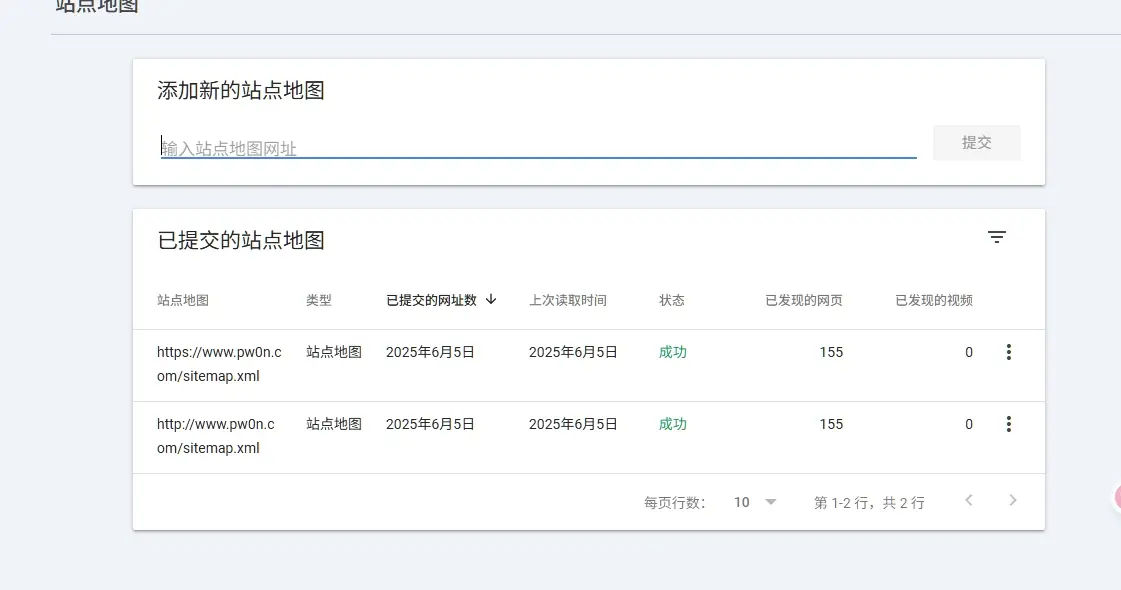 站点地图
添加新的站点地图
输入站点地图网址
提交
已提交的站点地图
站点地图 类型 已提交的网址数 上次读取时间 状态 已发现的网页 已发现的视频
https://www.pw0n.c 站点地图 2025年6月5日 2025年6月5日 成功 155 0
om/sitemap.xml
http://www.pw0n.c 站点地图 2025年6月5日 2025年6月5日 成功 155 0
om/sitemap.xml
每页行数： 10 第 1-2 行，共 2 行